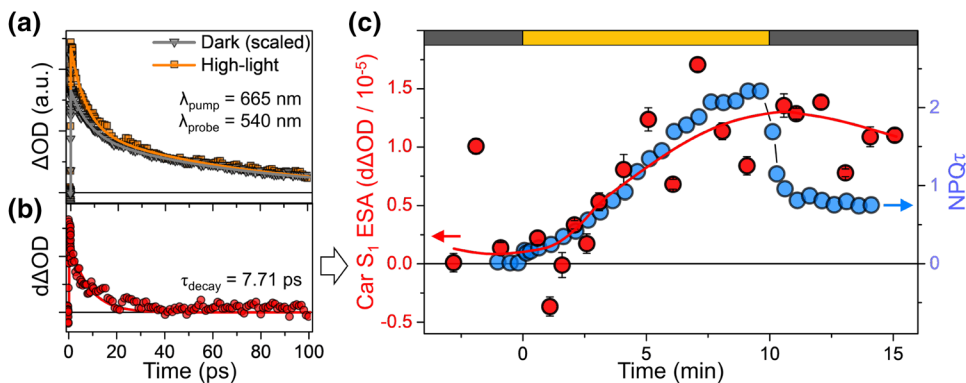 (a)
Dark (scaled)
High-light
λpump = 665 nm
λprobe = 540 nm
ΔOD (a.u.)
(b)
τdecay = 7.71 ps
dΔOD
0 20 40 60 80 100
Time (ps)
(c)
Car S1 ESA (dΔOD / 10-5)
1.5
1.0
0.5
0.0
-0.5
2
1
0
NPQτ
0 5 10 15
Time (min)